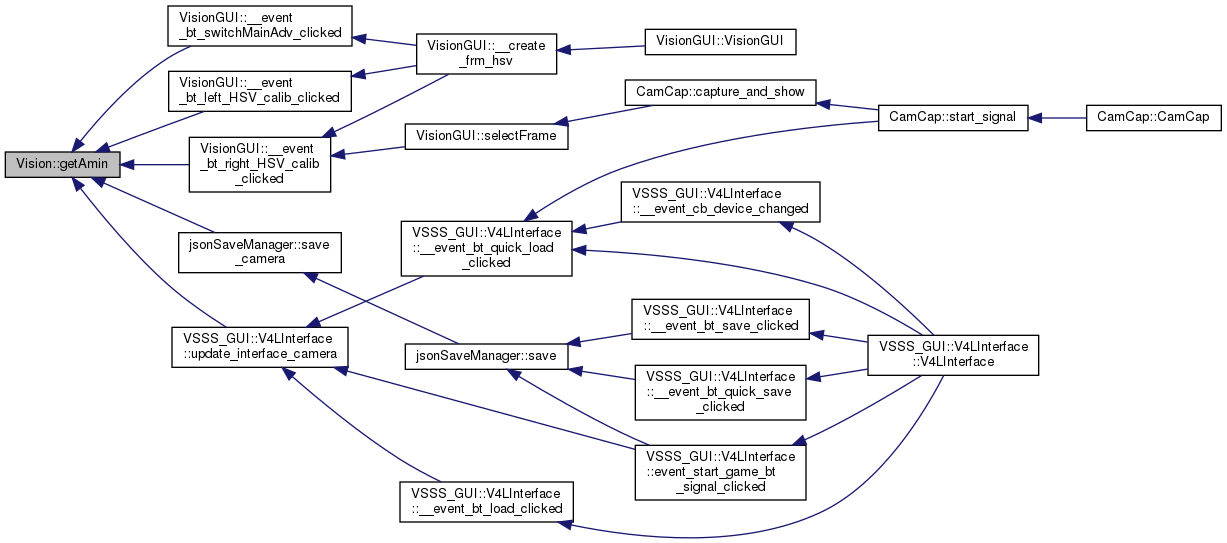 Vision::getAmin
VisionGUI::__event
_bt_switchMainAdv_clicked
VisionGUI::__event
_bt_left_HSV_calib_clicked
VisionGUI::__event
_bt_right_HSV_calib
_clicked
jsonSaveManager::save
_camera
VSSS_GUI::V4LInterface
::update_interface_camera
VisionGUI::__create
_frm_hsv
VisionGUI::selectFrame
VSSS_GUI::V4LInterface
::__event_bt_quick_load
_clicked
jsonSaveManager::save
VSSS_GUI::V4LInterface
::__event_bt_load_clicked
VisionGUI::VisionGUI
CamCap::capture_and_show
VSSS_GUI::V4LInterface
::__event_cb_device_changed
VSSS_GUI::V4LInterface
::__event_bt_save_clicked
VSSS_GUI::V4LInterface
::__event_bt_quick_save
_clicked
VSSS_GUI::V4LInterface
::event_start_game_bt
_signal_clicked
CamCap::start_signal
VSSS_GUI::V4LInterface
::V4LInterface
CamCap::CamCap